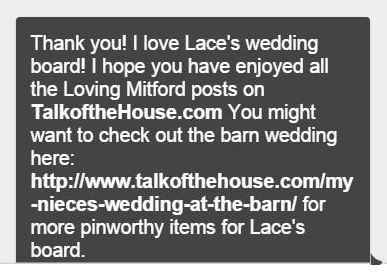 Thank you! I love Lace's wedding
board! I hope you have enjoyed all
the Loving Mitford posts on
TalkoftheHouse.com You might
want to check out the barn wedding
here:
http://www.talkofthehouse.com/my
-nieces-wedding-at-the-barn/ for
more pinworthy items for Lace's
board.